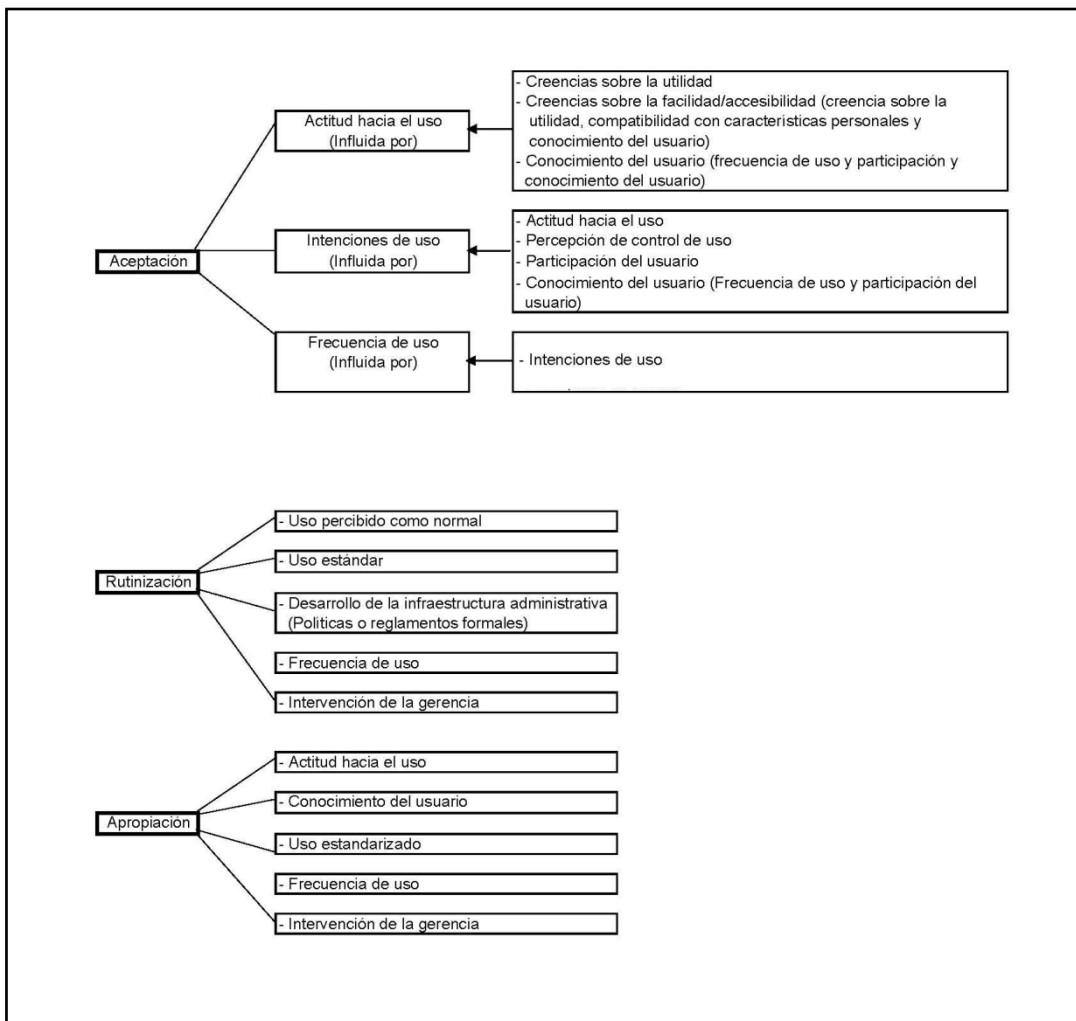 - Creencias sobre la utilidad
- Creencias sobre la facilidad/accesibilidad (creencia sobre la
utilidad, compatibilidad con características personales y
conocimiento del usuario)
- Conocimiento del usuario (frecuencia de uso y participación y
conocimiento del usuario)
Actitud hacia el uso
(Influida por)
- Actitud hacia el uso
- Percepción de control de uso
- Participación del usuario
- Conocimiento del usuario (Frecuencia de uso y participación del
usuario)
Intenciones de uso
(Influida por)
Aceptación
Frecuencia de uso
(Influida por)
- Intenciones de uso
- Uso percibido como normal
- Uso estándar
Rutinización
- Desarrollo de la infraestructura administrativa
(Politicas o reglamentos formales)
- Frecuencia de uso
- Intervención de la gerencia
- Actitud hacia el uso
- Conocimiento del usuario
Apropiación
- Uso estandarizado
- Frecuencia de uso
- Intervención de la gerencia